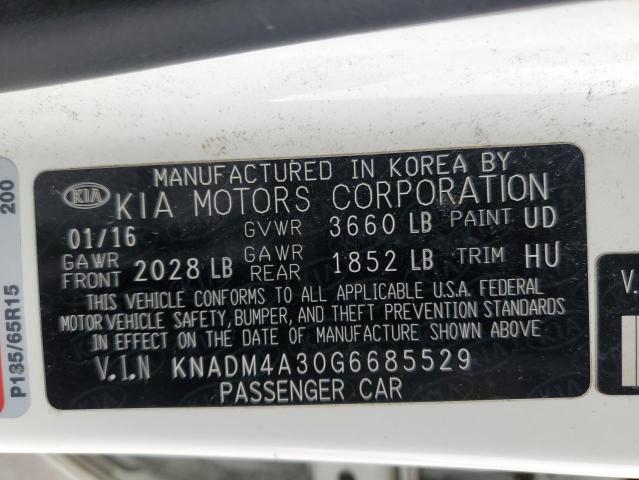 MANUFACTURED IN KOREA BY
KIA KIA MOTORS CORPORATION
01/16 GVWR 3660 LB PAINT UD
GAWR FRONT 2028 LB GAWR REAR 1852 LB TRIM HU
THIS VEHICLE CONFORMS TO ALL APPLICABLE U.S.A. FEDERAL
MOTOR VEHICLE SAFETY, BUMPER, AND THEFT PREVENTION STANDARDS
IN EFFECT ON THE DATE OF MANUFACTURE SHOWN ABOVE.
V.I.N KNADM4A30G6685529
PASSENGER CAR
P185/65R15
200
V.